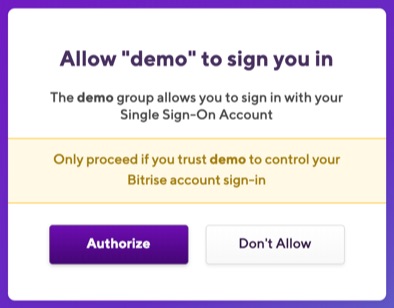 Allow "demo" to sign you in
The demo group allows you to sign in with your
Single Sign-On Account
Only proceed if you trust demo to control your
Bitrise account sign-in
Authorize
Don't Allow